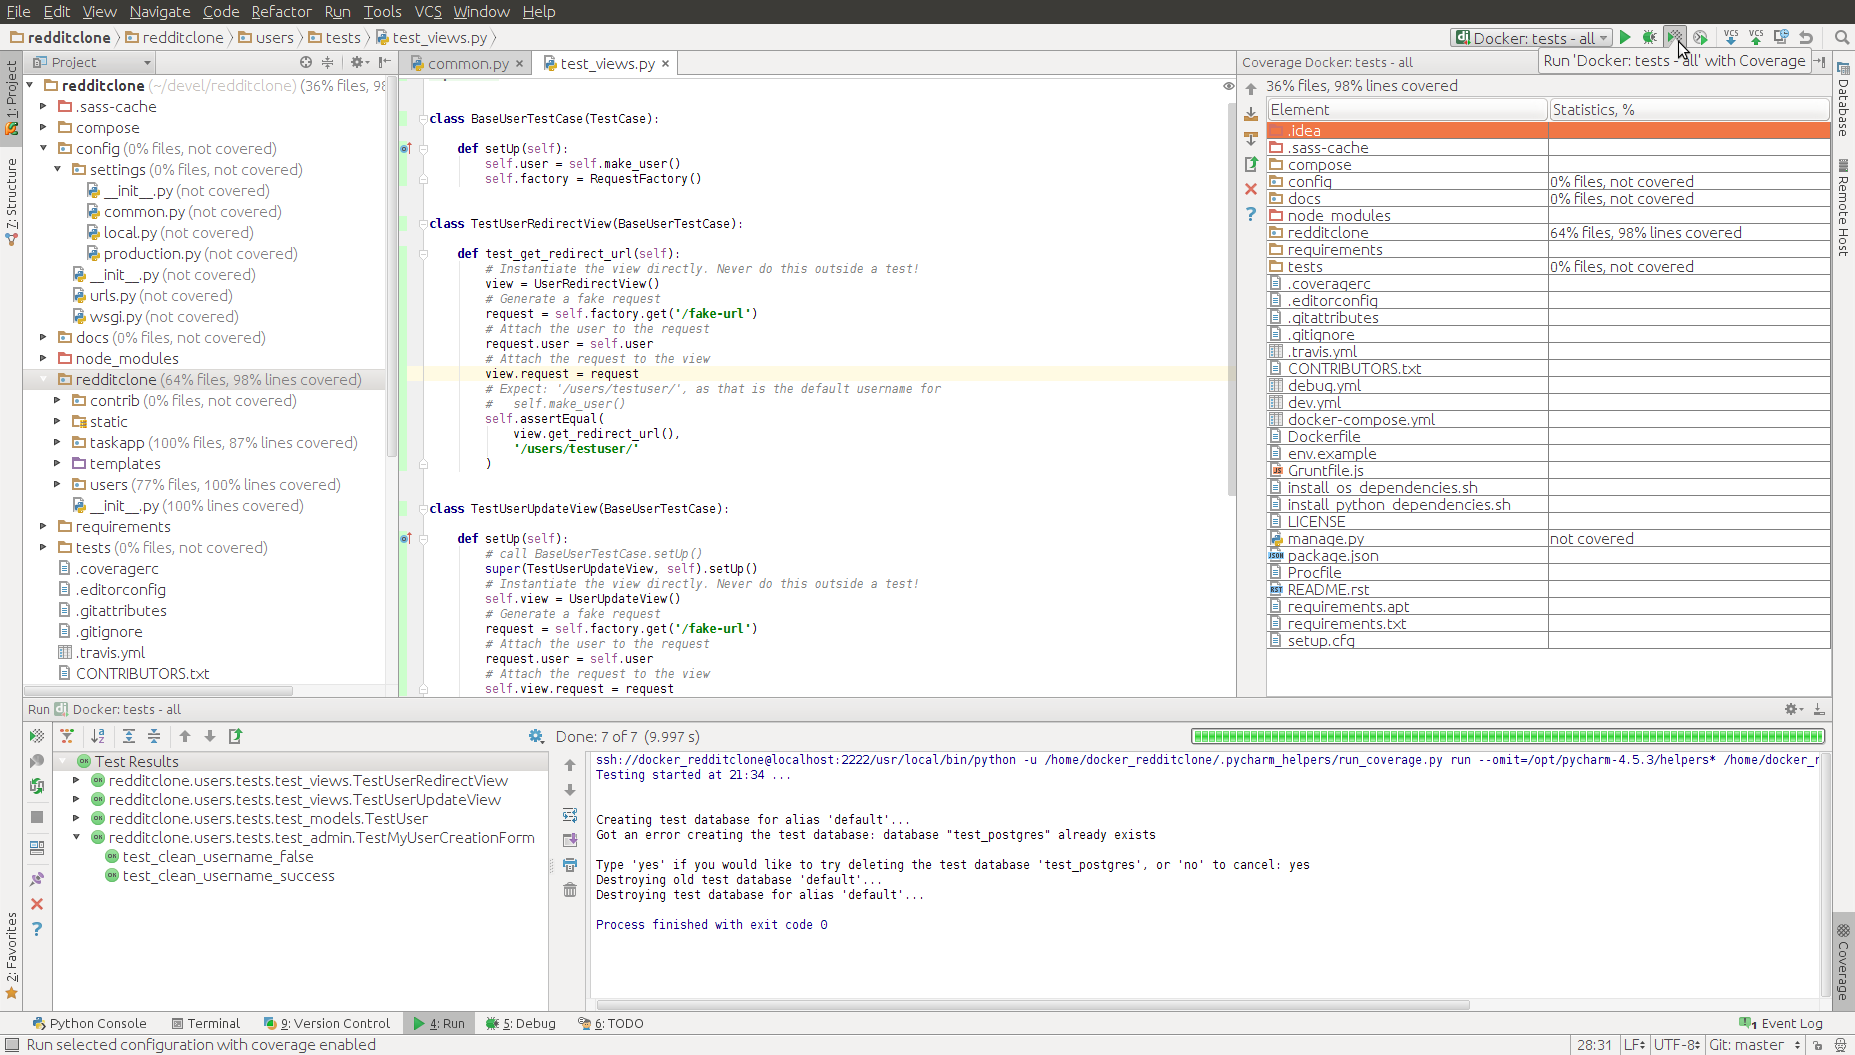 File Edit View Navigate Code Refactor Run Tools VCS Window Help
redditclone redditclone users tests test_views.py
Docker: tests - all
Run 'Docker: tests - all' with Coverage
1: Project
7: Structure
2: Favorites
Project
redditclone (~/devel/redditclone) (36% files, 98
.sass-cache
compose
config (0% files, not covered)
settings (0% files, not covered)
__init__.py (not covered)
common.py (not covered)
local.py (not covered)
production.py (not covered)
__init__.py (not covered)
urls.py (not covered)
wsgi.py (not covered)
docs (0% files, not covered)
node_modules
redditclone (64% files, 98% lines covered)
contrib (0% files, not covered)
static
taskapp (100% files, 87% lines covered)
templates
users (77% files, 100% lines covered)
__init__.py (100% lines covered)
requirements
tests (0% files, not covered)
.coveragerc
.editorconfig
.gitattributes
.gitignore
.travis.yml
CONTRIBUTORS.txt
common.py × test_views.py ×
class BaseUserTestCase(TestCase):
def setUp(self):
self.user = self.make_user()
self.factory = RequestFactory()
class TestUserRedirectView(BaseUserTestCase):
def test_get_redirect_url(self):
# Instantiate the view directly. Never do this outside a test!
view = UserRedirectView()
# Generate a fake request
request = self.factory.get('/fake-url')
# Attach the user to the request
request.user = self.user
# Attach the request to the view
view.request = request
# Expect: '/users/testuser/', as that is the default username for
#   self.make_user()
self.assertEqual(
view.get_redirect_url(),
'/users/testuser/'
)
class TestUserUpdateView(BaseUserTestCase):
def setUp(self):
# call BaseUserTestCase.setUp()
super(TestUserUpdateView, self).setUp()
# Instantiate the view directly. Never do this outside a test!
self.view = UserUpdateView()
# Generate a fake request
request = self.factory.get('/fake-url')
# Attach the user to the request
request.user = self.user
# Attach the request to the view
self.view.request = request
Coverage Docker: tests - all
36% files, 98% lines covered
Element Statistics, %
.idea
.sass-cache
compose
config 0% files, not covered
docs 0% files, not covered
node_modules
redditclone 64% files, 98% lines covered
requirements
tests 0% files, not covered
.coveragerc
.editorconfig
.gitattributes
.gitignore
.travis.yml
CONTRIBUTORS.txt
debug.yml
dev.yml
docker-compose.yml
Dockerfile
env.example
Gruntfile.js
install_os_dependencies.sh
install_python_dependencies.sh
LICENSE
manage.py not covered
package.json
Procfile
README.rst
requirements.apt
requirements.txt
setup.cfg
Database
Remote Host
Coverage
Run Docker: tests - all
Done: 7 of 7 (9.997 s)
Test Results
redditclone.users.tests.test_views.TestUserRedirectView
redditclone.users.tests.test_views.TestUserUpdateView
redditclone.users.tests.test_models.TestUser
redditclone.users.tests.test_admin.TestMyUserCreationForm
test_clean_username_false
test_clean_username_success
ssh://docker_redditclone@localhost:2222/usr/local/bin/python -u /home/docker_redditclone/.pycharm_helpers/run_coverage.py run --omit=/opt/pycharm-4.5.3/helpers* /home/docker_r
Testing started at 21:34 ...
Creating test database for alias 'default'...
Got an error creating the test database: database "test_postgres" already exists
Type 'yes' if you would like to try deleting the test database 'test_postgres', or 'no' to cancel: yes
Destroying old test database 'default'...
Destroying test database for alias 'default'...
Process finished with exit code 0
Python Console Terminal 9: Version Control 4: Run 5: Debug 6: TODO 1 Event Log
Run selected configuration with coverage enabled 28:31 LF UTF-8 Git: master